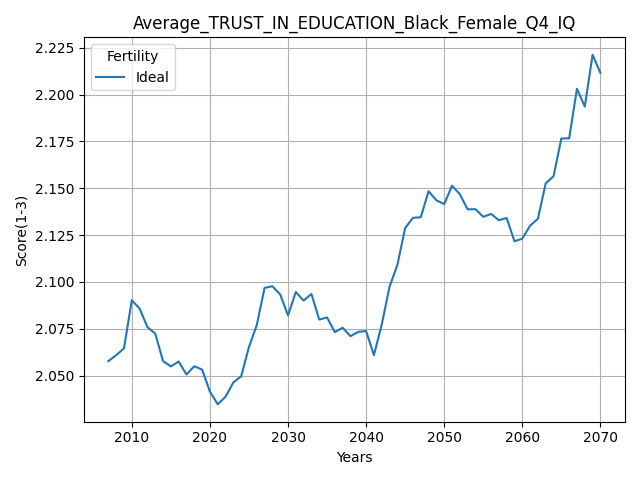 Average_TRUST_IN_EDUCATION_Black_Female_Q4_IQ
Fertility
Ideal
2.225
2.200
2.175
2.150
2.125
2.100
2.075
2.050
Score(1-3)
2010 2020 2030 2040 2050 2060 2070
Years